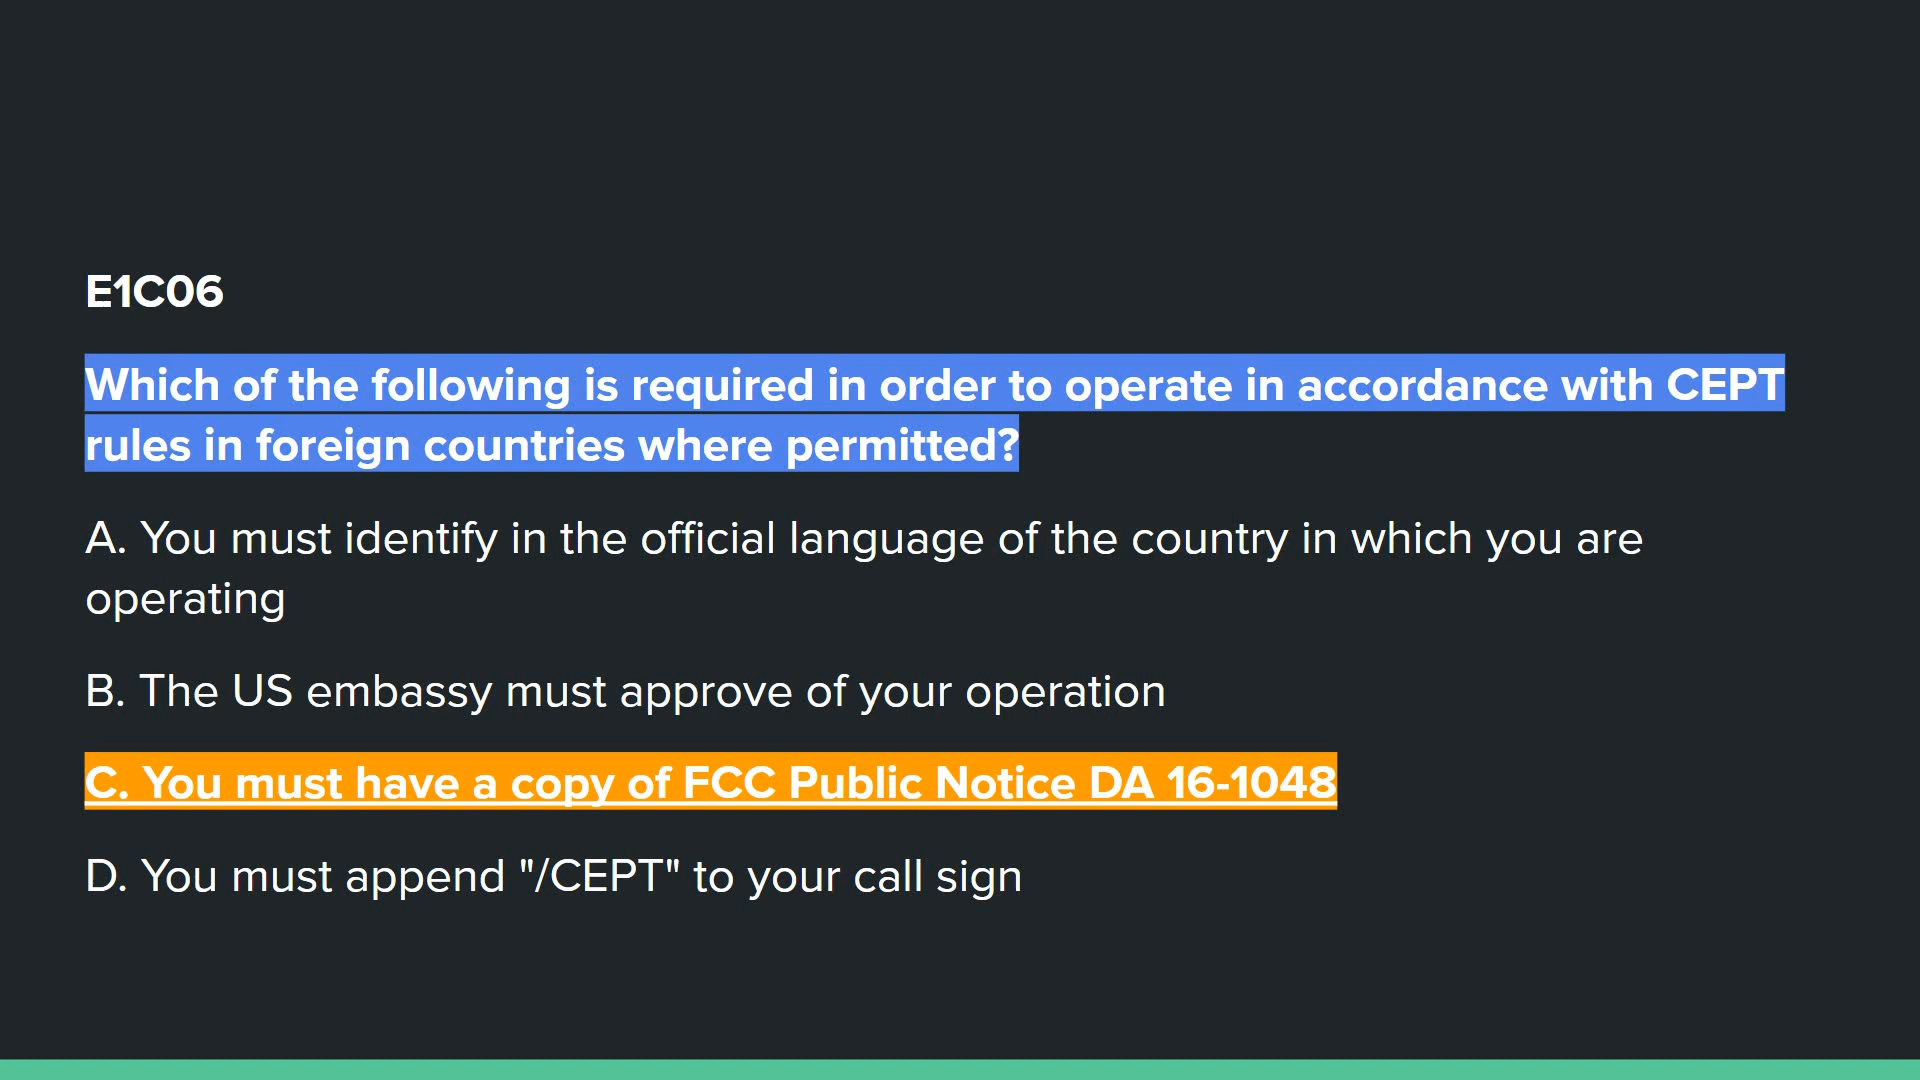 E1C06
Which of the following is required in order to operate in accordance with CEPT
rules in foreign countries where permitted?
A. You must identify in the official language of the country in which you are
operating
B. The US embassy must approve of your operation
C. You must have a copy of FCC Public Notice DA 16-1048
D. You must append "/CEPT" to your call sign